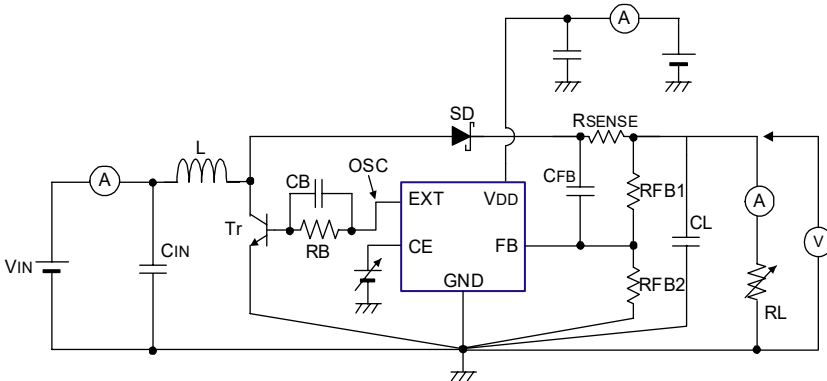 A
SD
RSENSE
L
OSC
A
CB
EXT
VDD
CFB
RFB1
A
Tr
RB
CE
FB
CL
V
VIN
CIN
GND
RFB2
RL